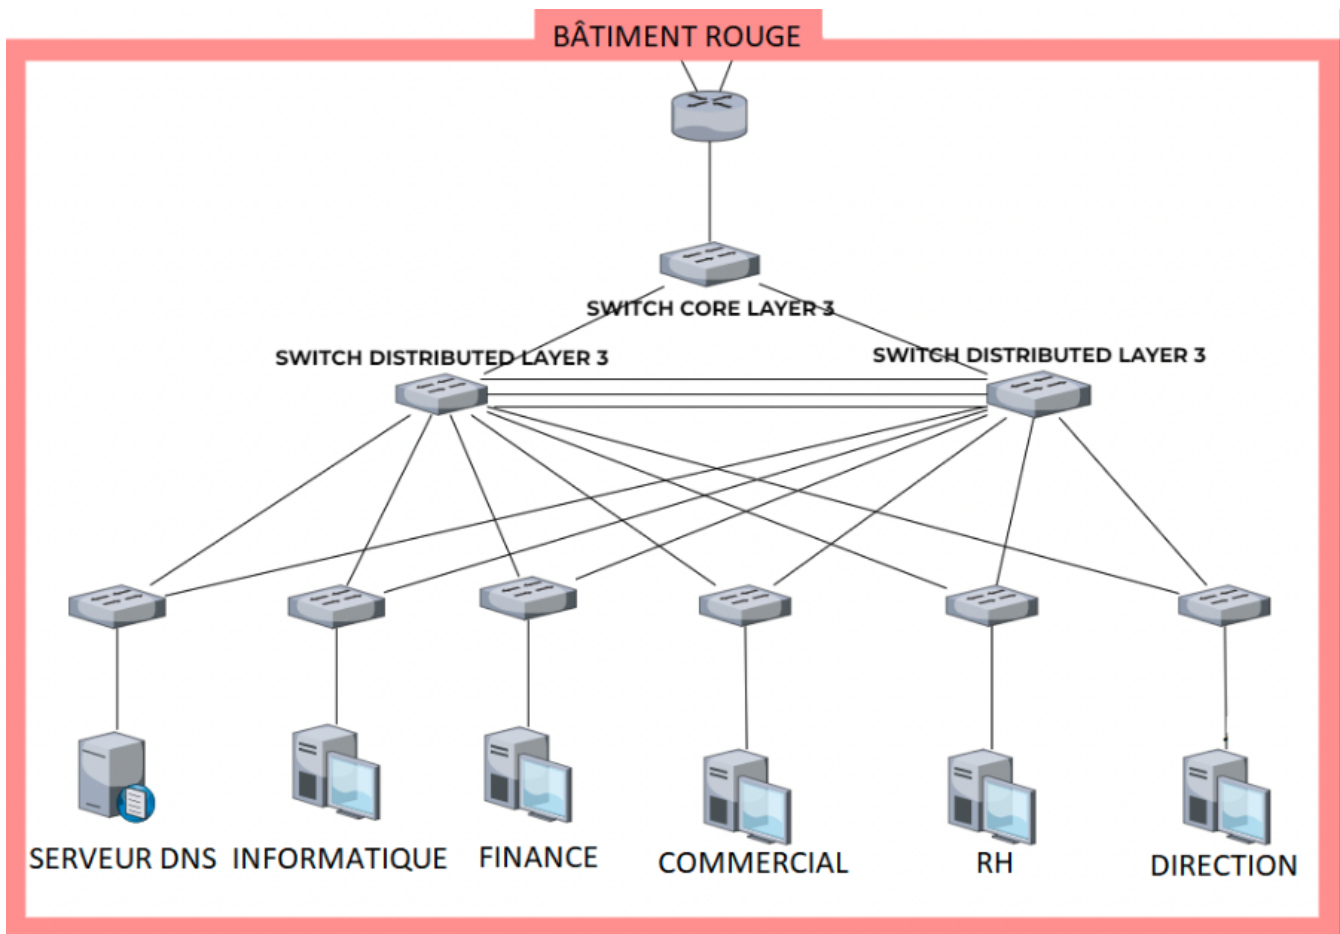 BÂTIMENT ROUGE
SWITCH CORE LAYER 3
SWITCH DISTRIBUTED LAYER 3
SWITCH DISTRIBUTED LAYER 3
SERVEUR DNS
INFORMATIQUE
FINANCE
COMMERCIAL
RH
DIRECTION